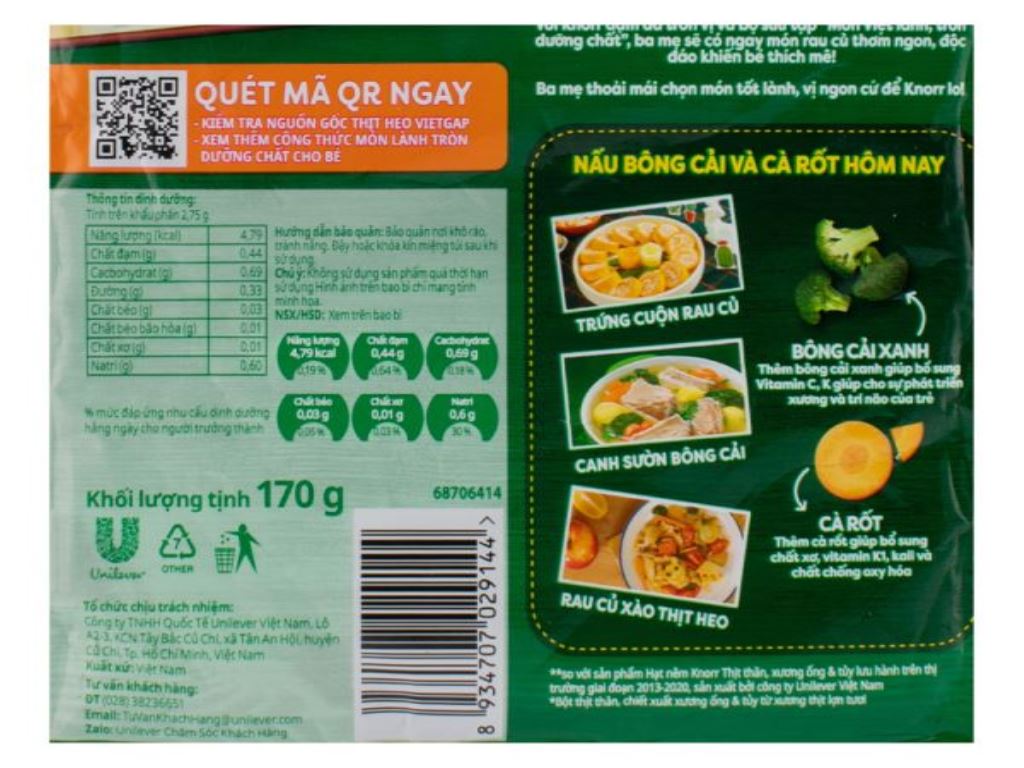 dưỡng chất", ba mẹ sẽ có ngay món rau củ thơm ngon, độc
đáo khiến bé thích mê!
Ba mẹ thoải mái chọn món tốt lành, vị ngon cứ để Knorr lo!
QUÉT MÃ QR NGAY
- KIỂM TRA NGUỒN GỐC THỊT HEO VIETGAP
- XEM THÊM CÔNG THỨC MÓN LÀNH TRÒN
DƯỠNG CHẤT CHO BÉ
Thông tin dinh dưỡng:
Tính trên khẩu phần 2,75 g
Năng lượng (kcal) 4,79
Chất đạm (g) 0,44
Cacbohydrat (g) 0,69
Đường (g) 0,33
Chất béo (g) 0,03
Chất béo bão hòa (g) 0,01
Chất xơ (g) 0,01
Natri (g) 0,60
Hướng dẫn bảo quản: Bảo quản nơi khô ráo,
tránh nắng. Đậy hoặc khóa kín miệng túi sau khi
sử dụng
Chú ý: Không sử dụng sản phẩm quá thời hạn
sử dụng Hình ảnh trên bao bì chỉ mang tính
minh họa.
NSX/HSD: Xem trên bao bì
Năng lượng
4,79 kcal
0,19 %
Chất đạm
0,44 g
0,64 %
Cacbohydrat
0,69 g
0,18 %
Chất béo
0,03 g
0,05 %
Chất xơ
0,01 g
0,03 %
Natri
0,6 g
30 %
% mức đáp ứng nhu cầu dinh dưỡng
hằng ngày cho người trưởng thành
Khối lượng tịnh 170 g
68706414
Unilever
7
OTHER
Tổ chức chịu trách nhiệm:
Công ty TNHH Quốc Tế Unilever Việt Nam, Lô
A2-3, KCN Tây Bắc Củ Chi, xã Tân An Hội, huyện
Củ Chi, Tp. Hồ Chí Minh, Việt Nam
Xuất xứ: Việt Nam
Tư vấn khách hàng:
ĐT (028) 38236651
Email: TuVanKhachHang@unilever.com
Zalo: Unilever Chăm Sóc Khách Hàng
8 934707 029144 >
NẤU BÔNG CẢI VÀ CÀ RỐT HÔM NAY
TRỨNG CUỘN RAU CỦ
BÔNG CẢI XANH
Thêm bông cải xanh giúp bổ sung
Vitamin C, K giúp cho sự phát triển
xương và trí não của trẻ
CANH SƯỜN BÔNG CẢI
CÀ RỐT
Thêm cà rốt giúp bổ sung
chất xơ, vitamin K1, kali và
chất chống oxy hóa
RAU CỦ XÀO THỊT HEO
**so với sản phẩm Hạt nêm Knorr Thịt thăn, xương ống & tủy lưu hành trên thị
trường giai đoạn 2013-2020, sản xuất bởi công ty Unilever Việt Nam
*Bột thịt thăn, chiết xuất xương ống & tủy từ xương thịt lợn tươi